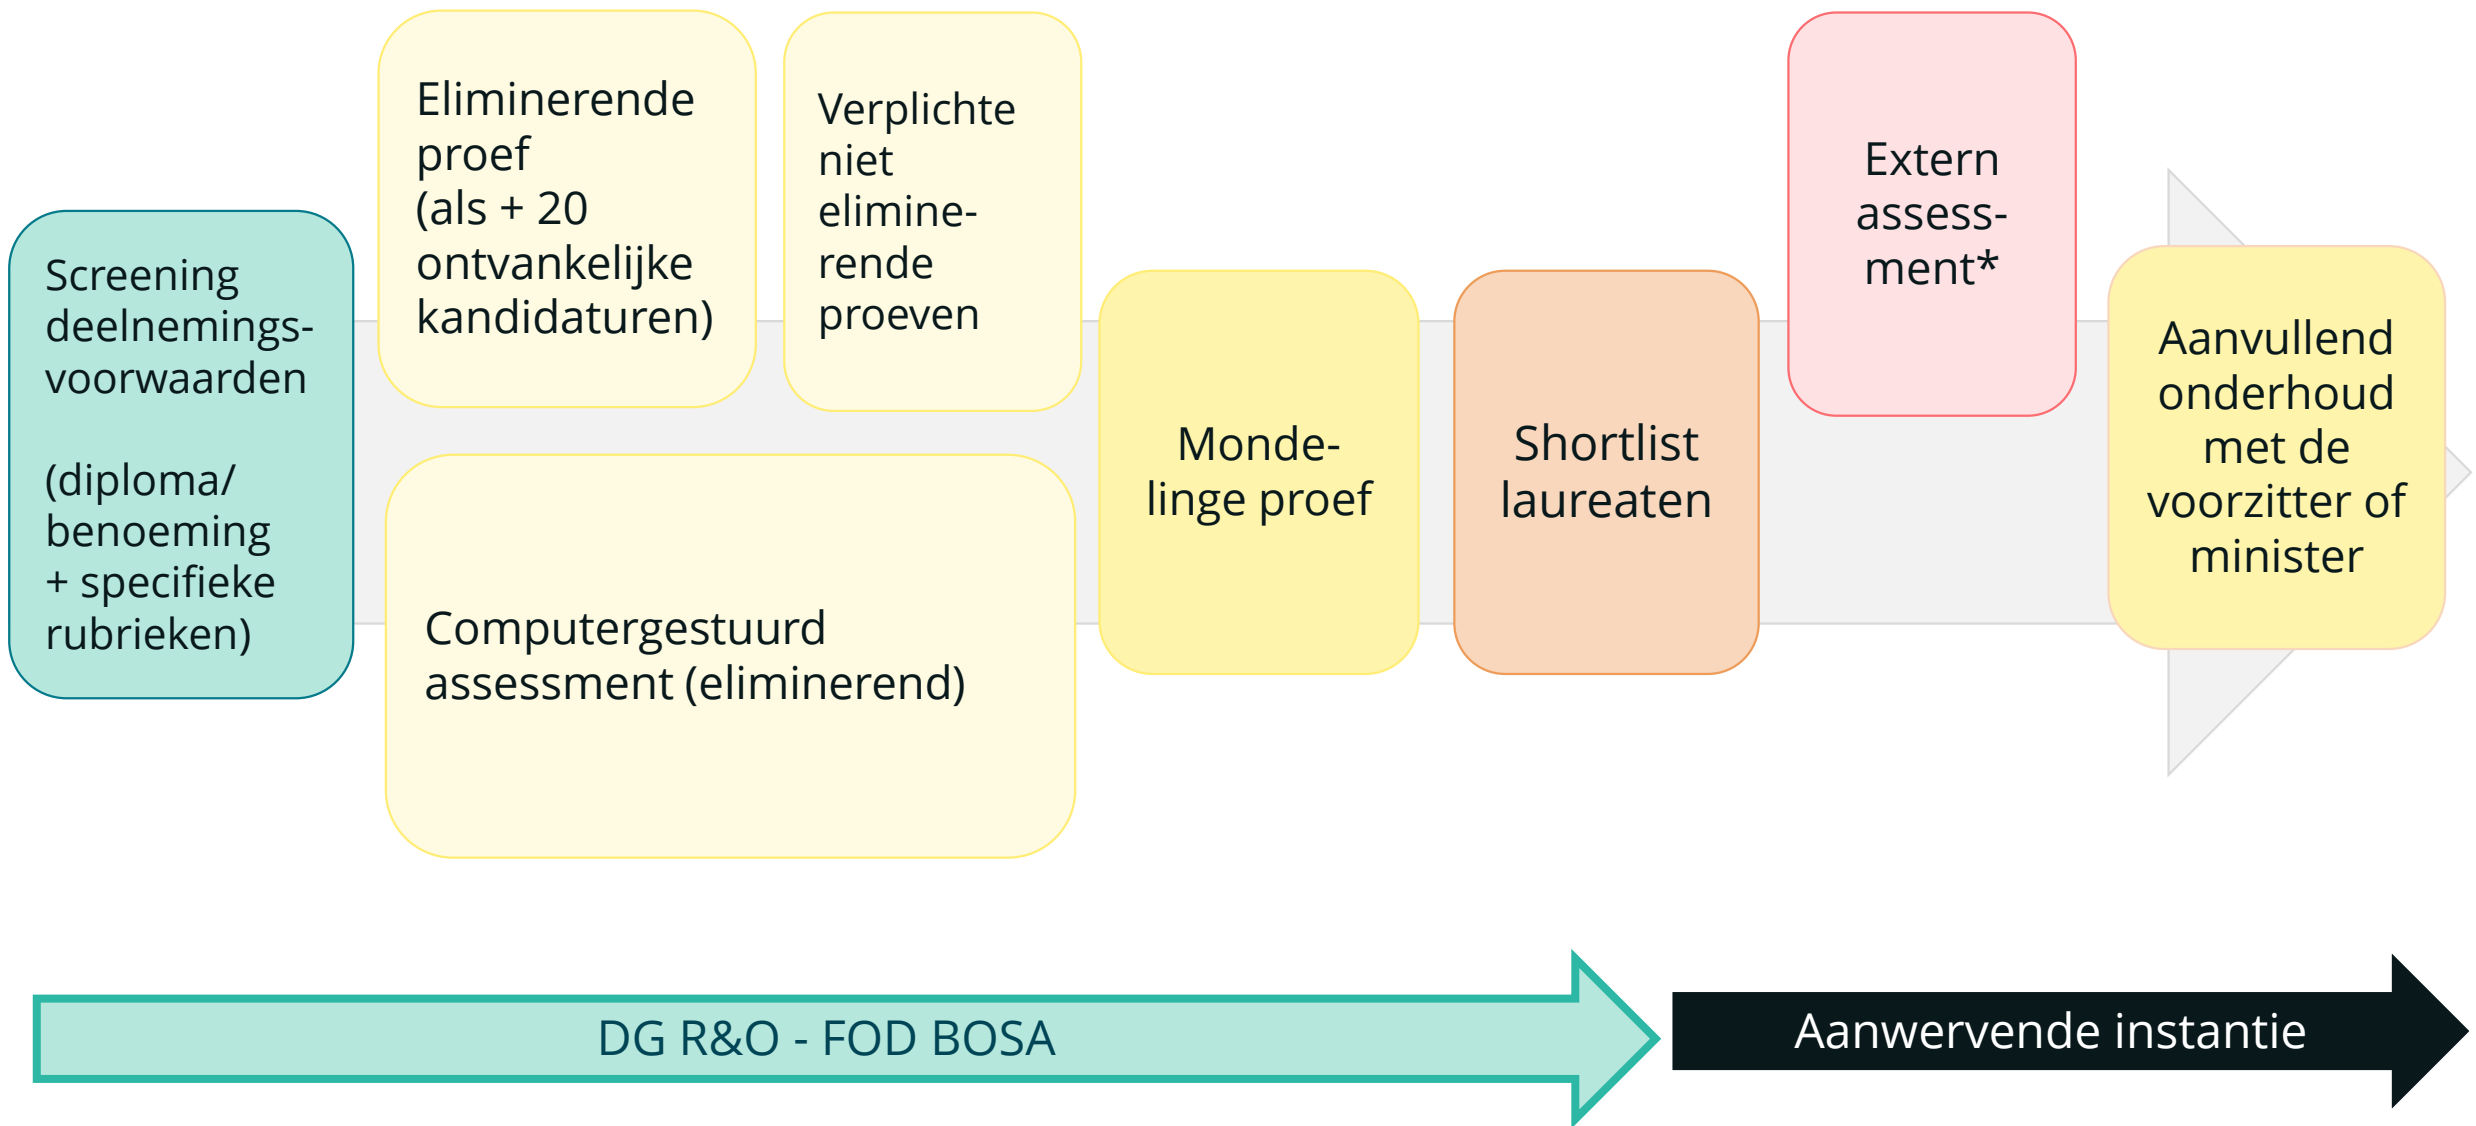 Screening
deelnemings-
voorwaarden
(diploma/
benoeming
+ specifieke
rubrieken)
Eliminerende
proef
(als + 20
ontvankelijke
kandidaturen)
Verplichte
niet
elimine-
rende
proeven
Computergestuurd
assessment (eliminerend)
Monde-
linge proef
Shortlist
laureaten
Extern
assess-
ment*
Aanvullend
onderhoud
met de
voorzitter of
minister
DG R&O - FOD BOSA
Aanwervende instantie